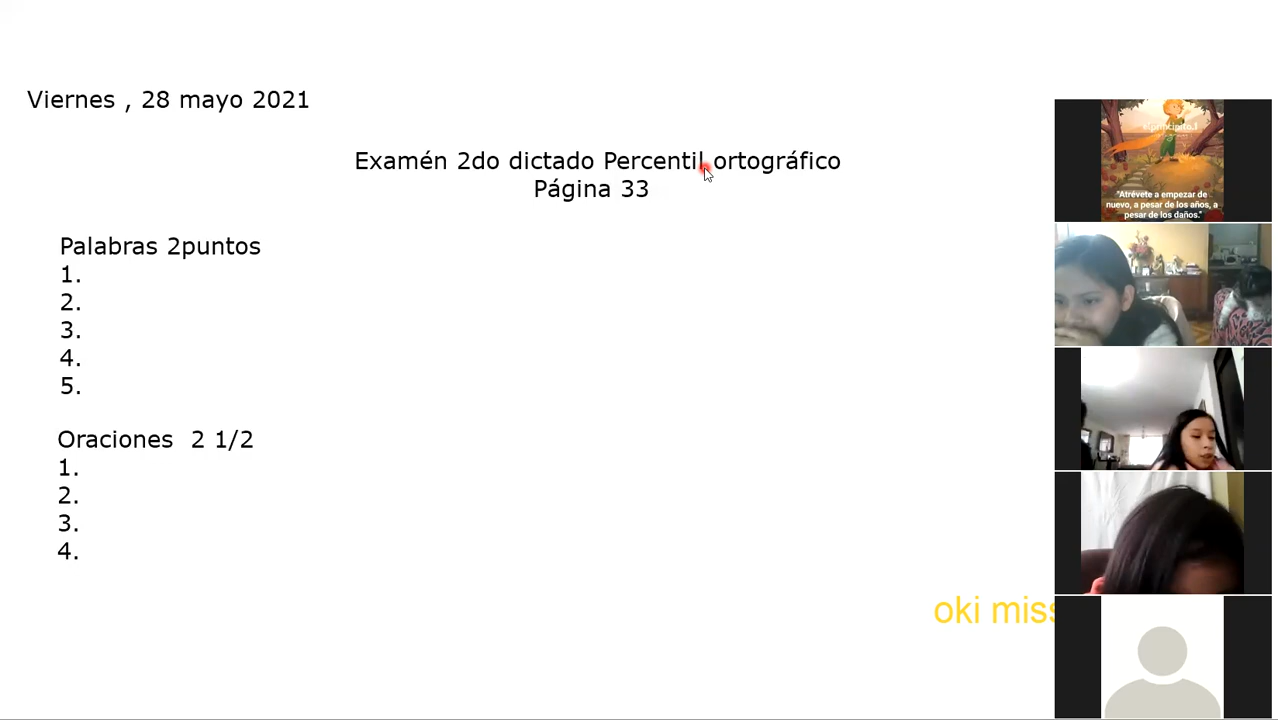 Viernes , 28 mayo 2021
Examén 2do dictado Percentil ortográfico
Página 33
Palabras 2puntos
1.
2.
3.
4.
5.
Oraciones 2 1/2
1.
2.
3.
4.
oki miss
"Atrévete a empezar de
nuevo, a pesar de los años, a
pesar de los daños."